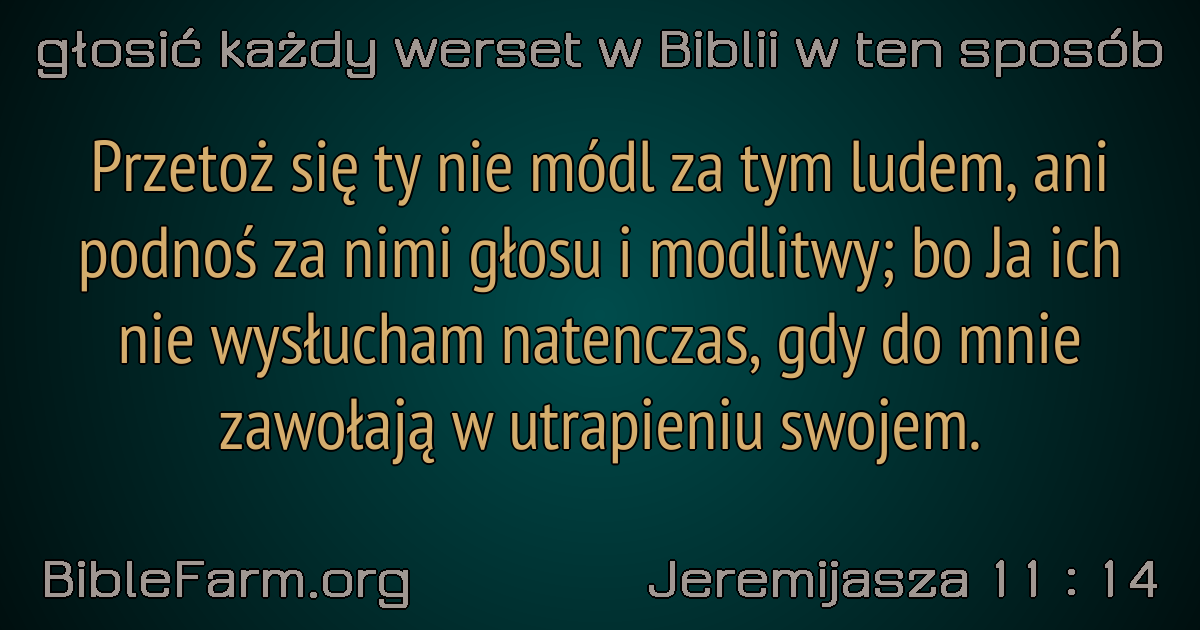 głosić każdy werset w Biblii w ten sposób
Przetoż się ty nie módl za tym ludem, ani
podnoś za nimi głosu i modlitwy; bo Ja ich
nie wysłucham natenczas, gdy do mnie
zawołają w utrapieniu swojem.
BibleFarm.org
Jeremijasza 11 : 14